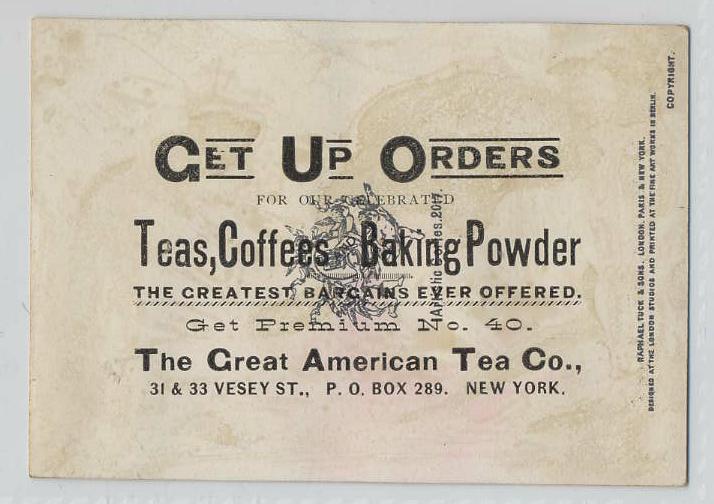 GET UP ORDERS
FOR OUR CELEBRATED
Teas, Coffees Baking Powder
THE GREATEST BARGAINS EVER OFFERED.
Get Premium No. 40.
The Great American Tea Co.,
31 & 33 VESEY ST., P. O. BOX 289. NEW YORK.
RAPHAEL TUCK & SONS, LONDON, PARIS & NEW YORK.
DESIGNED AT THE LONDON STUDIOS AND PRINTED AT THE FINE ART WORKS IN BERLIN.
COPYRIGHT.